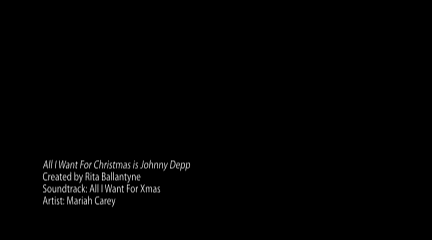 All I Want For Christmas is Johnny Depp
Created by Rita Ballantyne
Soundtrack: All I Want For Xmas
Artist: Mariah Carey